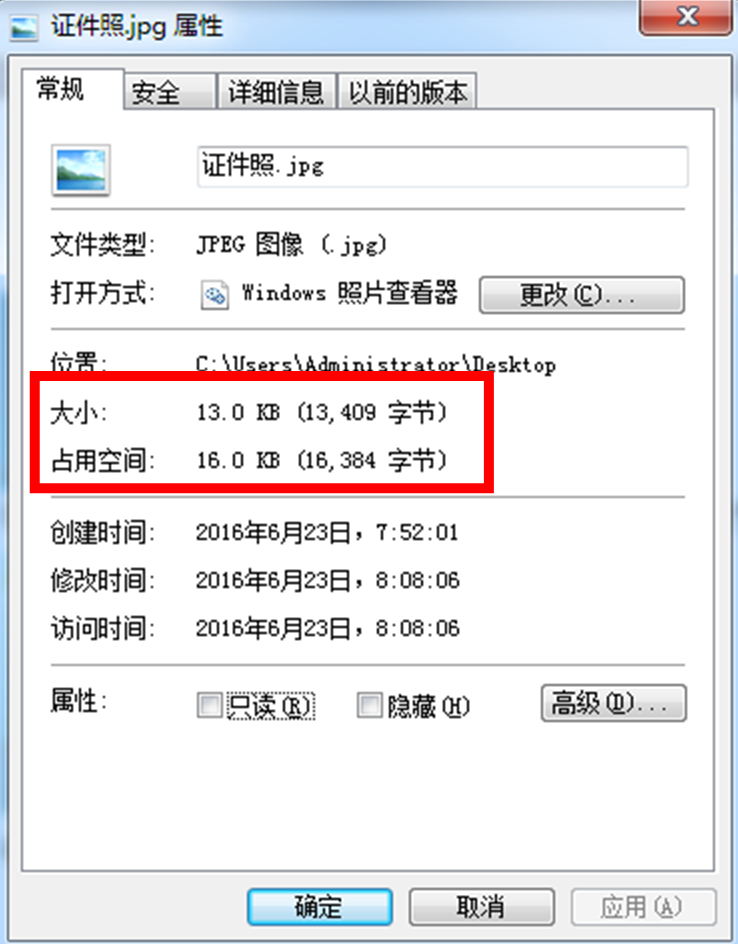 证件照.jpg 属性
常规 安全 详细信息 以前的版本
证件照.jpg
文件类型: JPEG 图像 (.jpg)
打开方式: Windows 照片查看器 更改(C)...
位置: C:\Users\Administrator\Desktop
大小: 13.0 KB (13,409 字节)
占用空间: 16.0 KB (16,384 字节)
创建时间: 2016年6月23日，7:52:01
修改时间: 2016年6月23日，8:08:06
访问时间: 2016年6月23日，8:08:06
属性: 只读(R) 隐藏(H) 高级(D)...
确定 取消 应用(A)